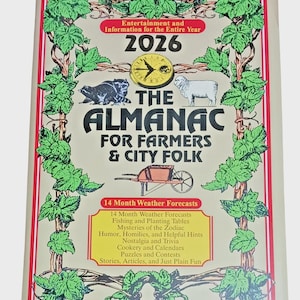 Entertainment and
Information for the Entire Year
2026
THE
ALMANAC
FOR FARMERS
& CITY FOLK
14 Month Weather Forecasts
14 Month Weather Forecasts
Fishing and Planting Tables
Mysteries of the Zodiac
Humor, Homilies, and Helpful Hints
Nostalgia and Trivia
Cookery and Calendars
Puzzles and Contests
Stories, Articles, and Just Plain Fun